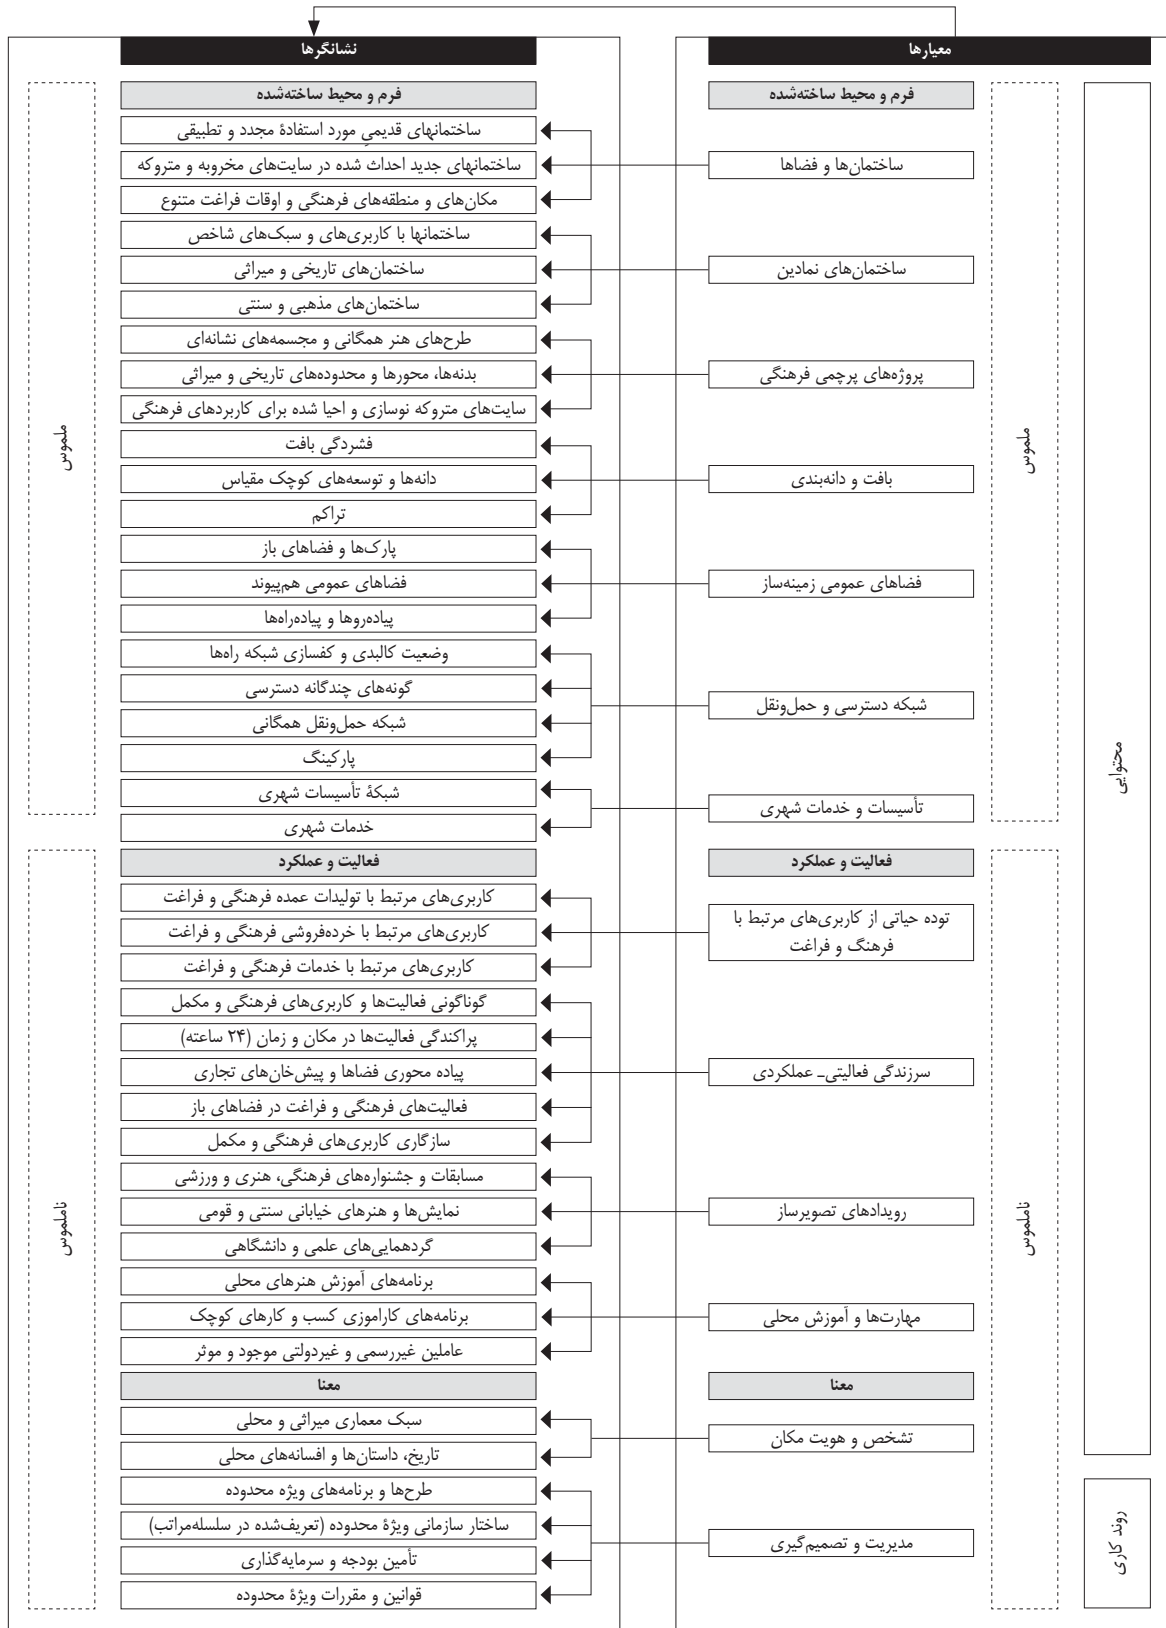 معیارها
نشانگرها
محتوایی
روند کاری
ملموس
ناملموس
فرم و محیط ساخته‌شده
ساختمان‌ها و فضاها
ساختمان‌های نمادین
پروژه‌های پرچمی فرهنگی
بافت و دانه‌بندی
فضاهای عمومی زمینه‌ساز
شبکه دسترسی و حمل‌ونقل
تأسیسات و خدمات شهری
فعالیت و عملکرد
توده حیاتی از کاربری‌های مرتبط با
فرهنگ و فراغت
سرزندگی فعالیتی- عملکردی
رویدادهای تصویرساز
مهارت‌ها و آموزش محلی
معنا
تشخص و هویت مکان
مدیریت و تصمیم‌گیری
فرم و محیط ساخته‌شده
ساختمانهای قدیمیِ مورد استفادۀ مجدد و تطبیقی
ساختمانهای جدید احداث شده در سایت‌های مخروبه و متروکه
مکان‌های و منطقه‌های فرهنگی و اوقات فراغت متنوع
ساختمانها با کاربری‌های و سبک‌های شاخص
ساختمان‌های تاریخی و میراثی
ساختمان‌های مذهبی و سنتی
طرح‌های هنر همگانی و مجسمه‌های نشانه‌ای
بدنه‌ها، محورها و محدوده‌های تاریخی و میراثی
سایت‌های متروکه نوسازی و احیا شده برای کاربردهای فرهنگی
فشردگی بافت
دانه‌ها و توسعه‌های کوچک مقیاس
تراکم
پارک‌ها و فضاهای باز
فضاهای عمومی هم‌پیوند
پیاده‌روها و پیاده‌راه‌ها
وضعیت کالبدی و کفسازی شبکه راه‌ها
گونه‌های چندگانه دسترسی
شبکه حمل‌ونقل همگانی
پارکینگ
شبکۀ تأسیسات شهری
خدمات شهری
فعالیت و عملکرد
کاربری‌های مرتبط با تولیدات عمده فرهنگی و فراغت
کاربری‌های مرتبط با خرده‌فروشی فرهنگی و فراغت
کاربری‌های مرتبط با خدمات فرهنگی و فراغت
گوناگونی فعالیت‌ها و کاربری‌های فرهنگی و مکمل
پراکندگی فعالیت‌ها در مکان و زمان (۲۴ ساعته)
پیاده محوری فضاها و پیش‌خان‌های تجاری
فعالیت‌های فرهنگی و فراغت در فضاهای باز
سازگاری کاربری‌های فرهنگی و مکمل
مسابقات و جشنواره‌های فرهنگی، هنری و ورزشی
نمایش‌ها و هنرهای خیابانی سنتی و قومی
گردهمایی‌های علمی و دانشگاهی
برنامه‌های آموزش هنرهای محلی
برنامه‌های کاراموزی کسب و کارهای کوچک
عاملین غیررسمی و غیردولتی موجود و موثر
معنا
سبک معماری میراثی و محلی
تاریخ، داستان‌ها و افسانه‌های محلی
طرح‌ها و برنامه‌های ویژه محدوده
ساختار سازمانی ویژۀ محدوده (تعریف‌شده در سلسله‌مراتب)
تأمین بودجه و سرمایه‌گذاری
قوانین و مقررات ویژۀ محدوده
ملموس
ناملموس